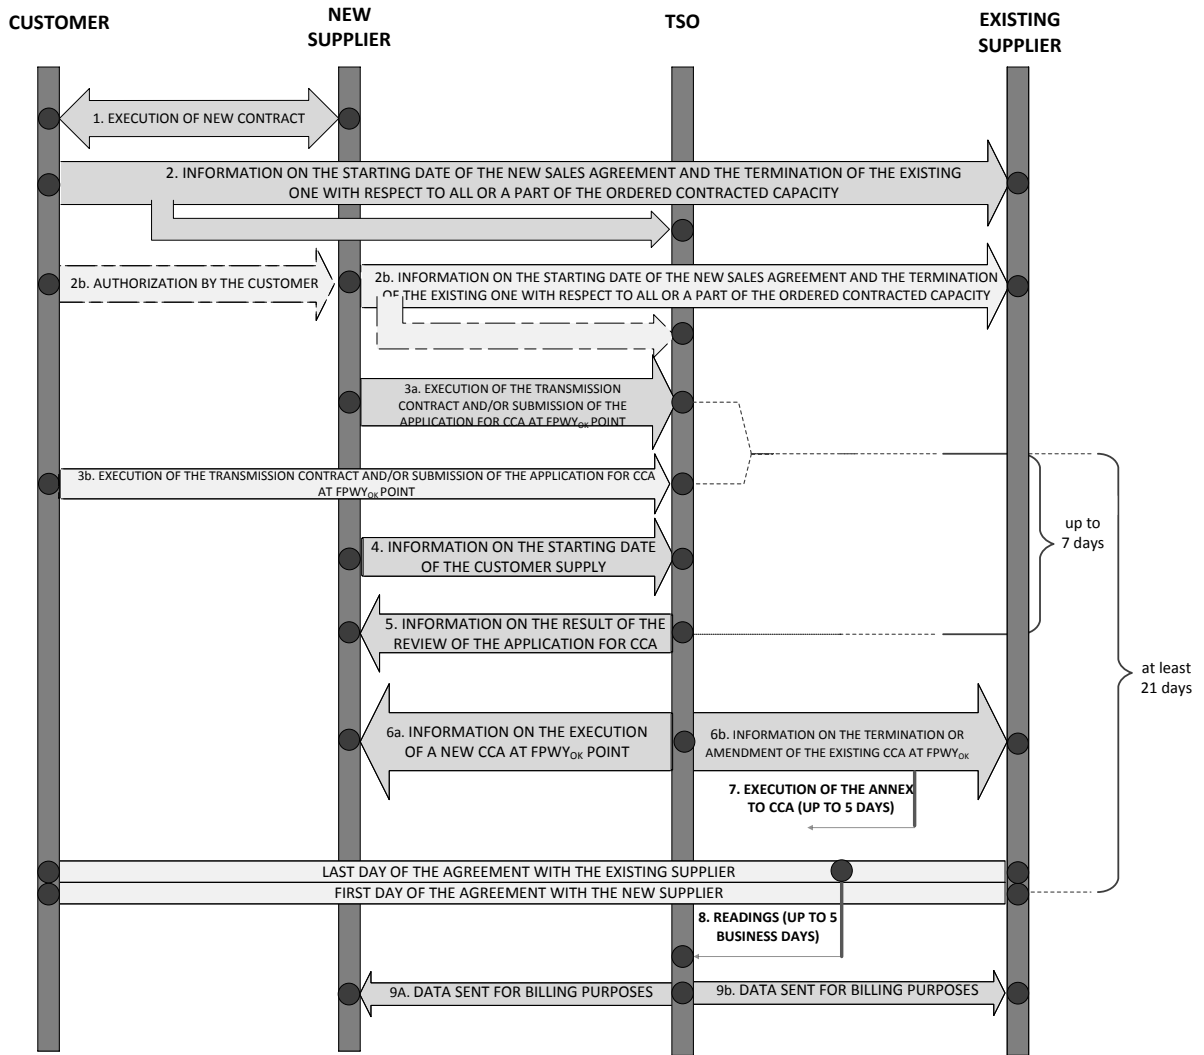 CUSTOMER
NEW
SUPPLIER
TSO
EXISTING
SUPPLIER
1. EXECUTION OF NEW CONTRACT
2. INFORMATION ON THE STARTING DATE OF THE NEW SALES AGREEMENT AND THE TERMINATION OF THE EXISTING
ONE WITH RESPECT TO ALL OR A PART OF THE ORDERED CONTRACTED CAPACITY
2b. AUTHORIZATION BY THE CUSTOMER
2b. INFORMATION ON THE STARTING DATE OF THE NEW SALES AGREEMENT AND THE TERMINATION
OF THE EXISTING ONE WITH RESPECT TO ALL OR A PART OF THE ORDERED CONTRACTED CAPACITY
3a. EXECUTION OF THE TRANSMISSION
CONTRACT AND/OR SUBMISSION OF THE
APPLICATION FOR CCA AT FPWYOK POINT
3b. EXECUTION OF THE TRANSMISSION CONTRACT AND/OR SUBMISSION OF THE APPLICATION FOR CCA
AT FPWYOK POINT
up to
7 days
4. INFORMATION ON THE STARTING DATE
OF THE CUSTOMER SUPPLY
5. INFORMATION ON THE RESULT OF THE
REVIEW OF THE APPLICATION FOR CCA
at least
21 days
6a. INFORMATION ON THE EXECUTION
OF A NEW CCA AT FPWYOK POINT
6b. INFORMATION ON THE TERMINATION OR
AMENDMENT OF THE EXISTING CCA AT FPWYOK
7. EXECUTION OF THE ANNEX
TO CCA (UP TO 5 DAYS)
LAST DAY OF THE AGREEMENT WITH THE EXISTING SUPPLIER
FIRST DAY OF THE AGREEMENT WITH THE NEW SUPPLIER
8. READINGS (UP TO 5
BUSINESS DAYS)
9A. DATA SENT FOR BILLING PURPOSES
9b. DATA SENT FOR BILLING PURPOSES